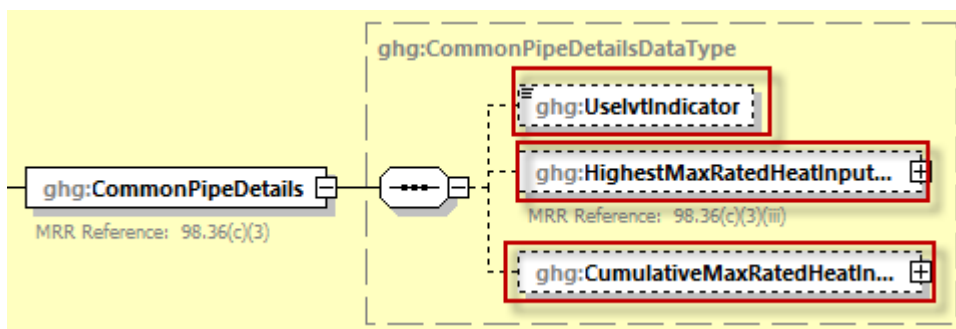 ghg:CommonPipeDetailsDataType
ghg:UseIvtIndicator
ghg:HighestMaxRatedHeatInput...
MRR Reference: 98.36(c)(3)(iii)
ghg:CommonPipeDetails
MRR Reference: 98.36(c)(3)
ghg:CumulativeMaxRatedHeatIn...